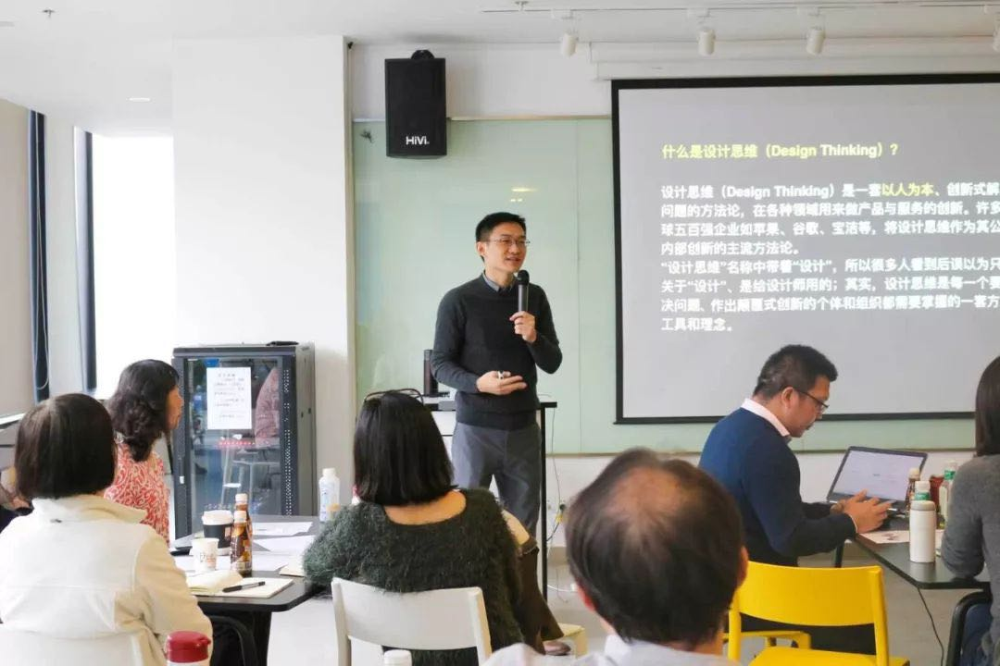 HiVi
什么是设计思维（Design Thinking）？
设计思维（Design Thinking）是一套以人为本、创新式解
问题的方法论，在各种领域用来做产品与服务的创新。许多
球五百强企业如苹果、谷歌、宝洁等，将设计思维作为其公
内部创新的主流方法论。
“设计思维”名称中带着“设计”，所以很多人看到后误以为只
关于“设计”、是给设计师用的；其实，设计思维是每一个要
决问题、作出颠覆式创新的个体和组织都需要掌握的一套方
工具和理念。